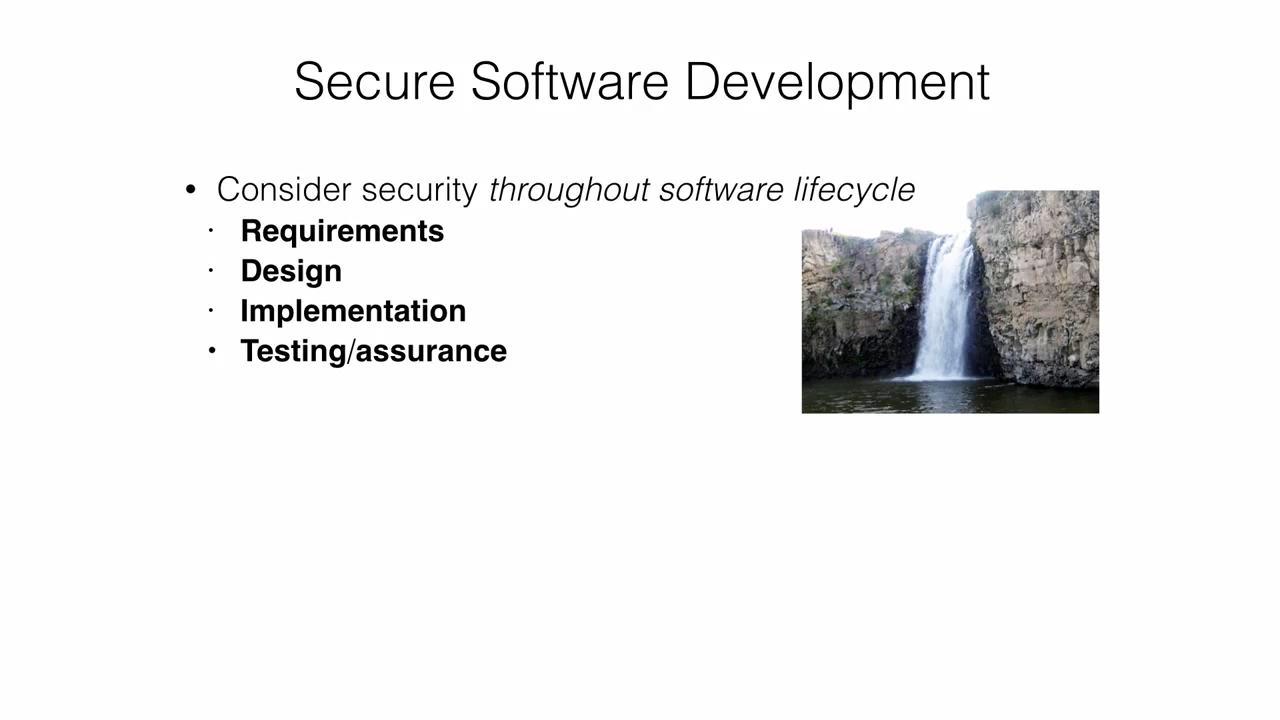 Secure Software Development
• Consider security throughout software lifecycle
· Requirements
· Design
· Implementation
• Testing/assurance